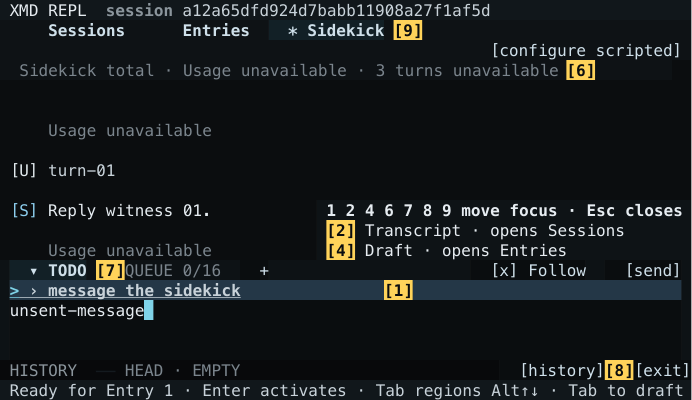 XMD REPL  session a12a65dfd924d7babb11908a27f1af5d
Sessions  Entries  * Sidekick [9]
[configure scripted]
Sidekick total · Usage unavailable · 3 turns unavailable [6]
Usage unavailable
[U] turn-01
[S] Reply witness 01.
1 2 4 6 7 8 9 move focus · Esc closes
[2] Transcript · opens Sessions
Usage unavailable
[4] Draft · opens Entries
▾ TODO [7]QUEUE 0/16  +  [x] Follow  [send]
> › message the sidekick [1]
unsent-message
HISTORY —— HEAD · EMPTY  [history][8][exit]
Ready for Entry 1 · Enter activates · Tab regions Alt↑↓ · Tab to draft